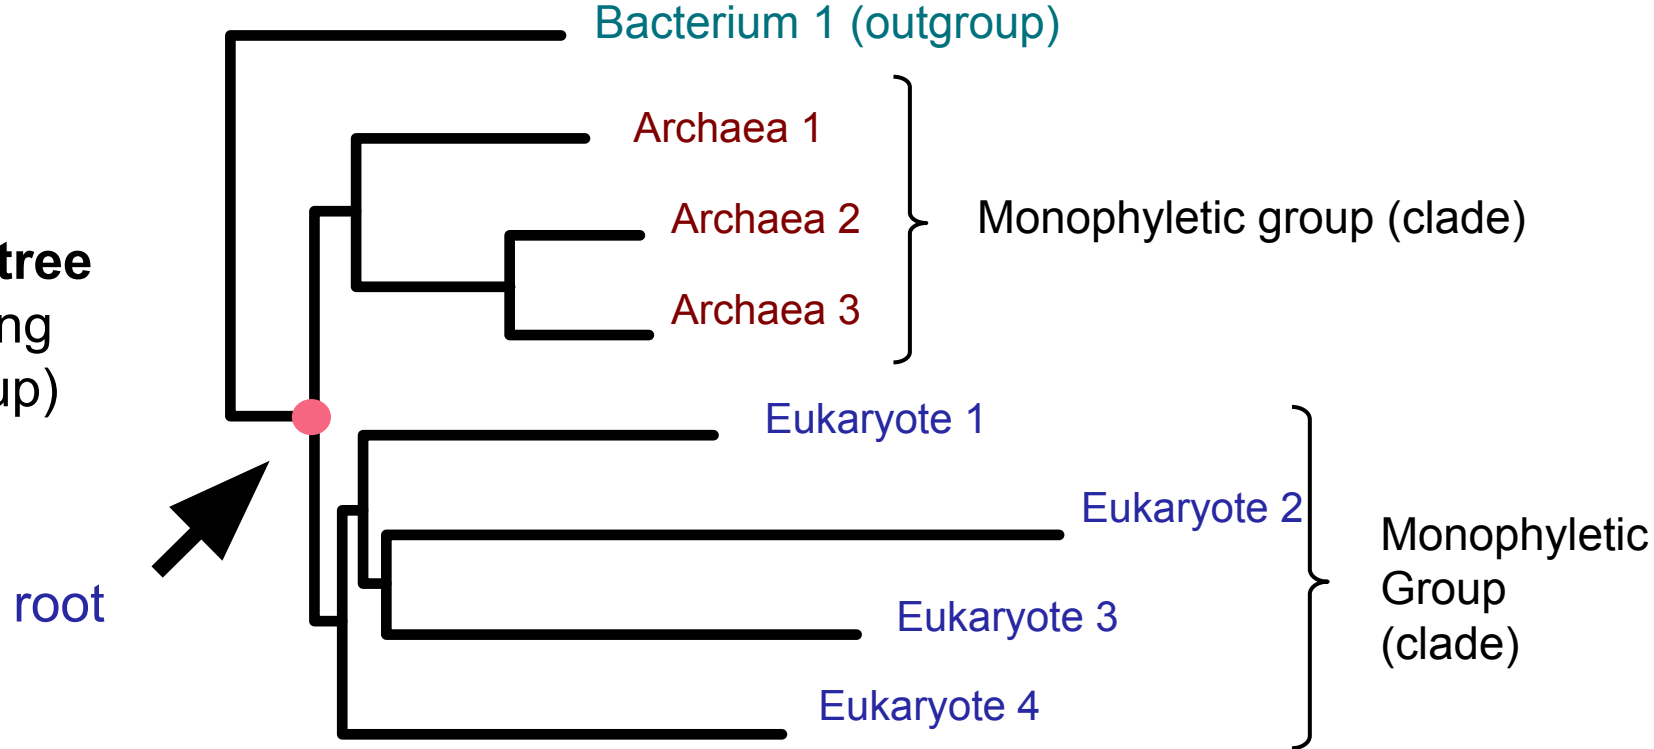 Bacterium 1 (outgroup)
Archaea 1
Archaea 2
Monophyletic group (clade)
tree
Archaea 3
ng
up)
Eukaryote 1
Eukaryote 2
Monophyletic
Group
(clade)
root
Eukaryote 3
Eukaryote 4